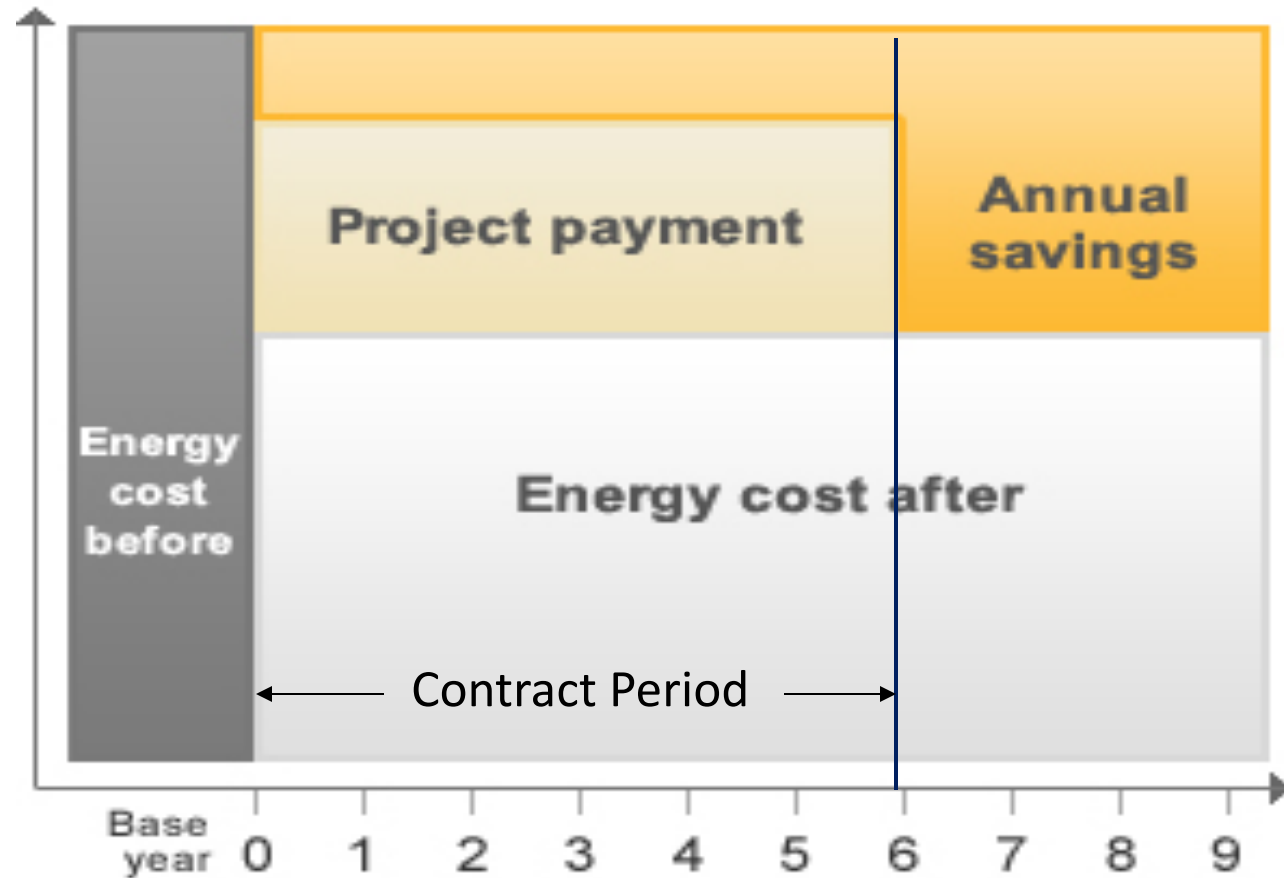 Project payment
Annual
savings
Energy
cost
before
Energy cost after
Contract Period
Base
year 0 1 2 3 4 5 6 7 8 9